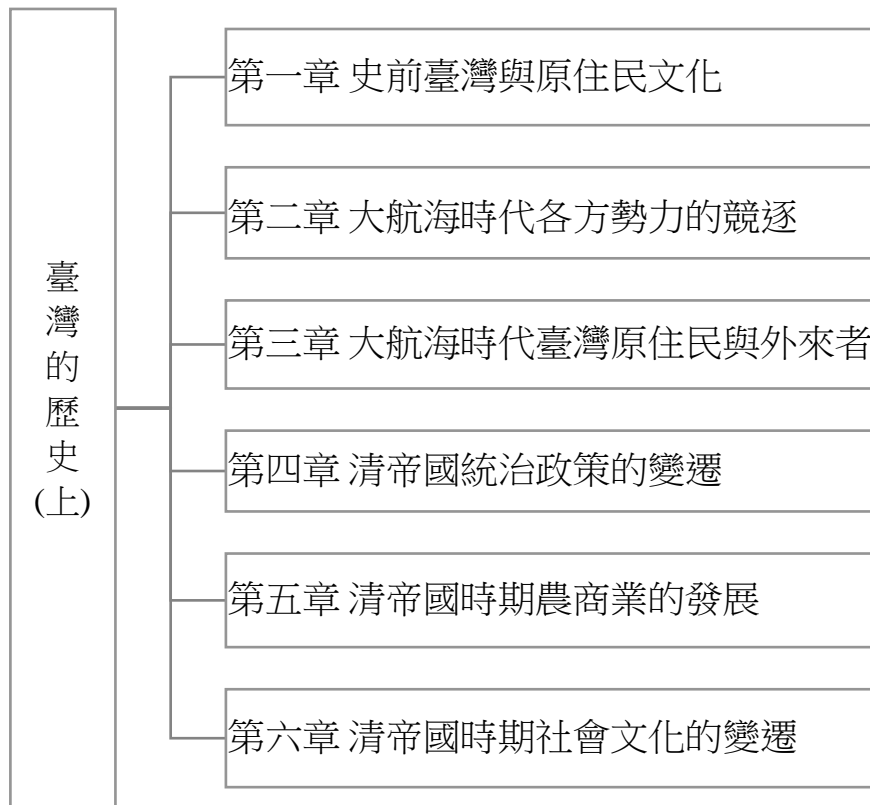 臺灣的歷史(上)
第一章 史前臺灣與原住民文化
第二章 大航海時代各方勢力的競逐
第三章 大航海時代臺灣原住民與外來者
第四章 清帝國統治政策的變遷
第五章 清帝國時期農商業的發展
第六章 清帝國時期社會文化的變遷